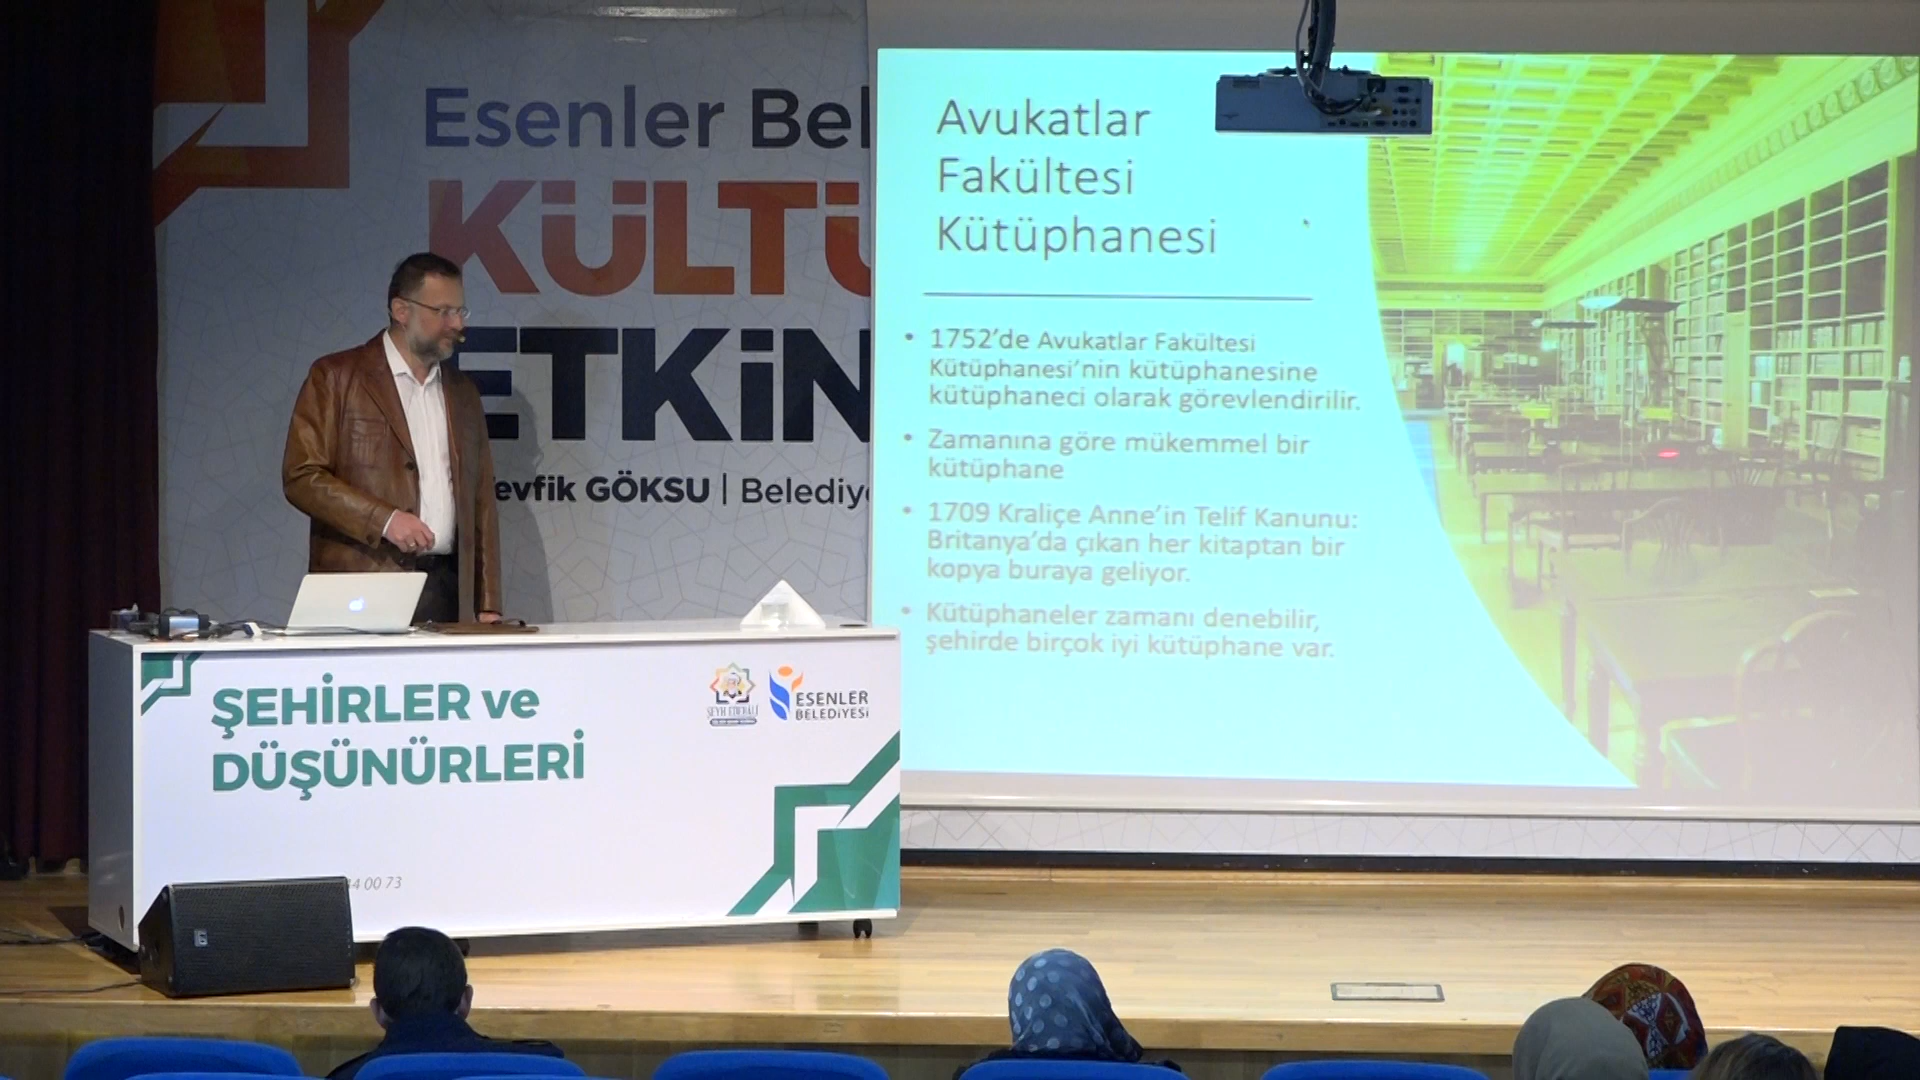 Esenler Bel
KÜLTÜ
ETKİN
evfik GÖKSU | Belediye
Avukatlar
Fakültesi
Kütüphanesi
• 1752’de Avukatlar Fakültesi
Kütüphanesi’nin kütüphanesine
kütüphaneci olarak görevlendirilir.
• Zamanına göre mükemmel bir
kütüphane
• 1709 Kraliçe Anne’in Telif Kanunu:
Britanya’da çıkan her kitaptan bir
kopya buraya geliyor.
• Kütüphaneler zamanı denebilir,
şehirde birçok iyi kütüphane var.
ŞEHİRLER ve
DÜŞÜNÜRLERİ
ŞEYH EDEBALİ
ESENLER
BELEDİYESİ
44 00 73